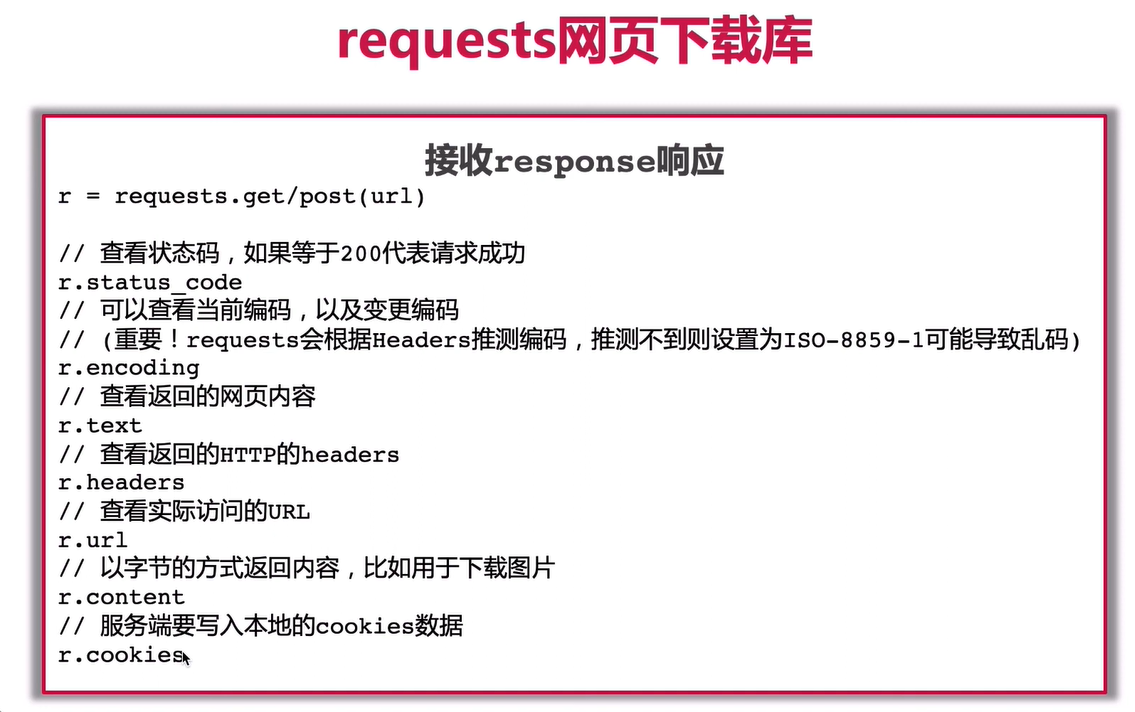 requests网页下载库
接收response响应
r = requests.get/post(url)
// 查看状态码，如果等于200代表请求成功
r.status_code
// 可以查看当前编码，以及变更编码
// (重要！requests会根据Headers推测编码，推测不到则设置为ISO-8859-1可能导致乱码)
r.encoding
// 查看返回的网页内容
r.text
// 查看返回的HTTP的headers
r.headers
// 查看实际访问的URL
r.url
// 以字节的方式返回内容，比如用于下载图片
r.content
// 服务端要写入本地的cookies数据
r.cookies